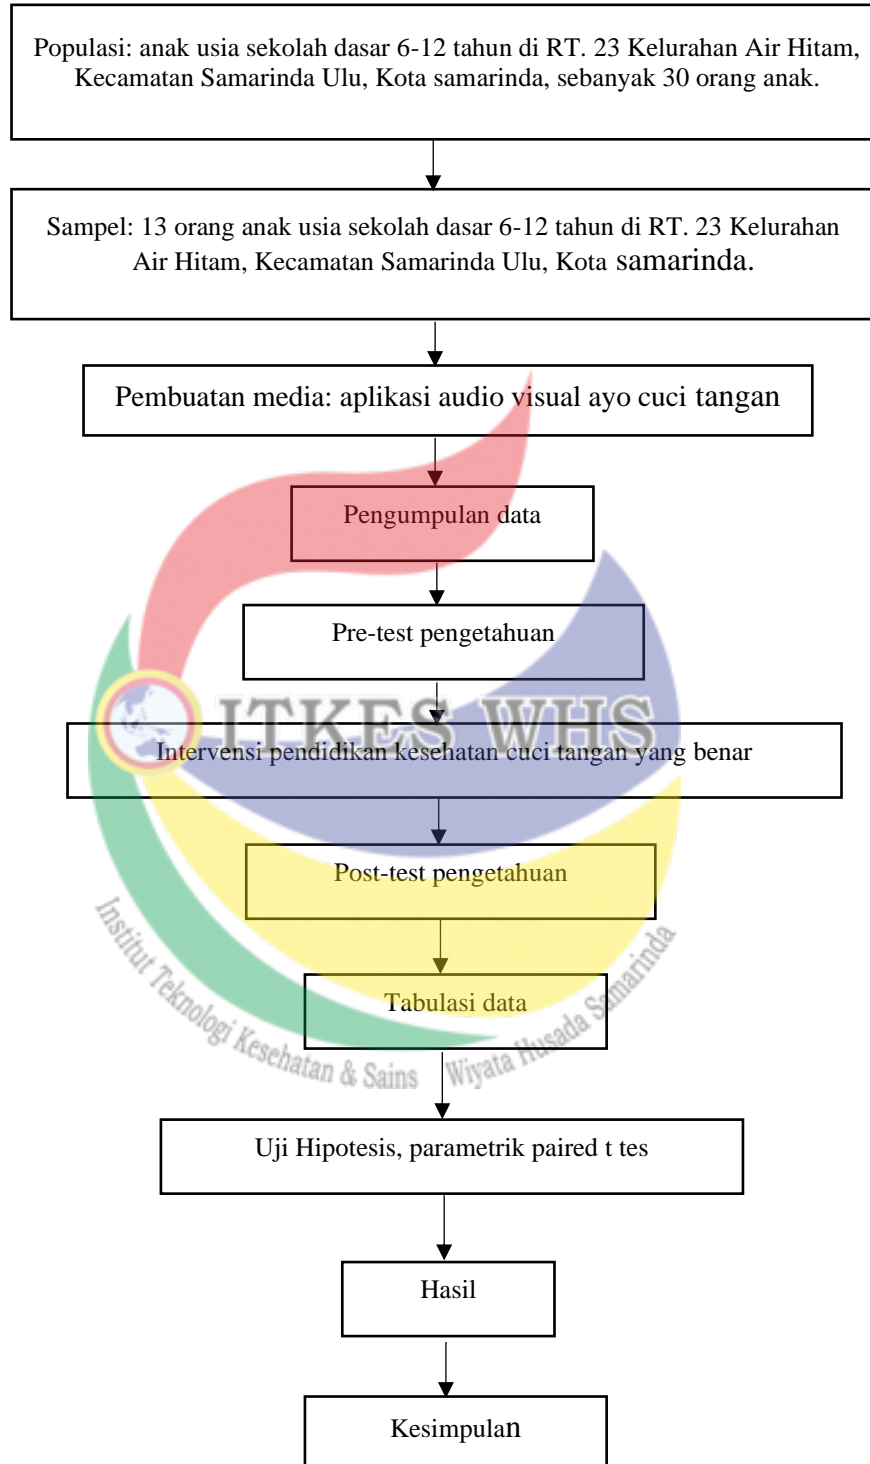 Populasi: anak usia sekolah dasar 6-12 tahun di RT. 23 Kelurahan Air Hitam,
Kecamatan Samarinda Ulu, Kota samarinda, sebanyak 30 orang anak.
Sampel: 13 orang anak usia sekolah dasar 6-12 tahun di RT. 23 Kelurahan
Air Hitam, Kecamatan Samarinda Ulu, Kota samarinda.
Pembuatan media: aplikasi audio visual ayo cuci tangan
Pengumpulan data
Pre-test pengetahuan
ITKES WHS
Intervensi pendidikan kesehatan cuci tangan yang benar
Post-test pengetahuan
Tabulasi data
Institut Teknologi Kesehatan & Sains Wiyata Husada Samarinda
Uji Hipotesis, parametrik paired t tes
Hasil
Kesimpulan